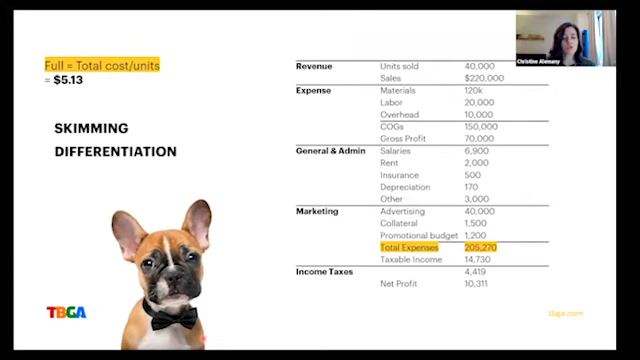 Full = Total cost/units
= $5.13
SKIMMING
DIFFERENTIATION
Revenue Units sold 40,000
Sales $220,000
Expense Materials 120k
Labor 20,000
Overhead 10,000
COGs 150,000
Gross Profit 70,000
General & Admin Salaries 6,900
Rent 2,000
Insurance 500
Depreciation 170
Other 3,000
Marketing Advertising 40,000
Collateral 1,500
Promotional budget 1,200
Total Expenses 205,270
Taxable Income 14,730
Income Taxes 4,419
Net Profit 10,311
Christine Alemany
TBGA
tbga.com